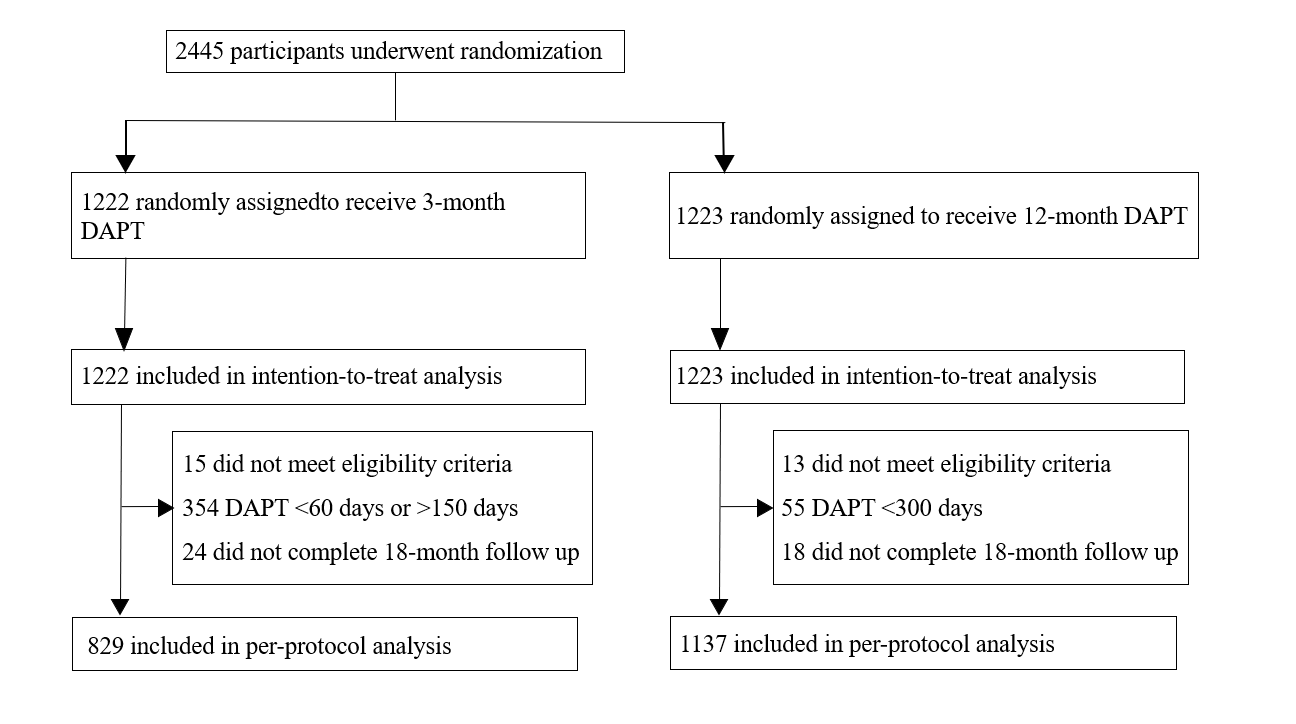 2445 participants underwent randomization
1222 randomly assignedto receive 3-month
DAPT
1223 randomly assigned to receive 12-month DAPT
1222 included in intention-to-treat analysis
1223 included in intention-to-treat analysis
15 did not meet eligibility criteria
354 DAPT <60 days or >150 days
24 did not complete 18-month follow up
13 did not meet eligibility criteria
55 DAPT <300 days
18 did not complete 18-month follow up
829 included in per-protocol analysis
1137 included in per-protocol analysis